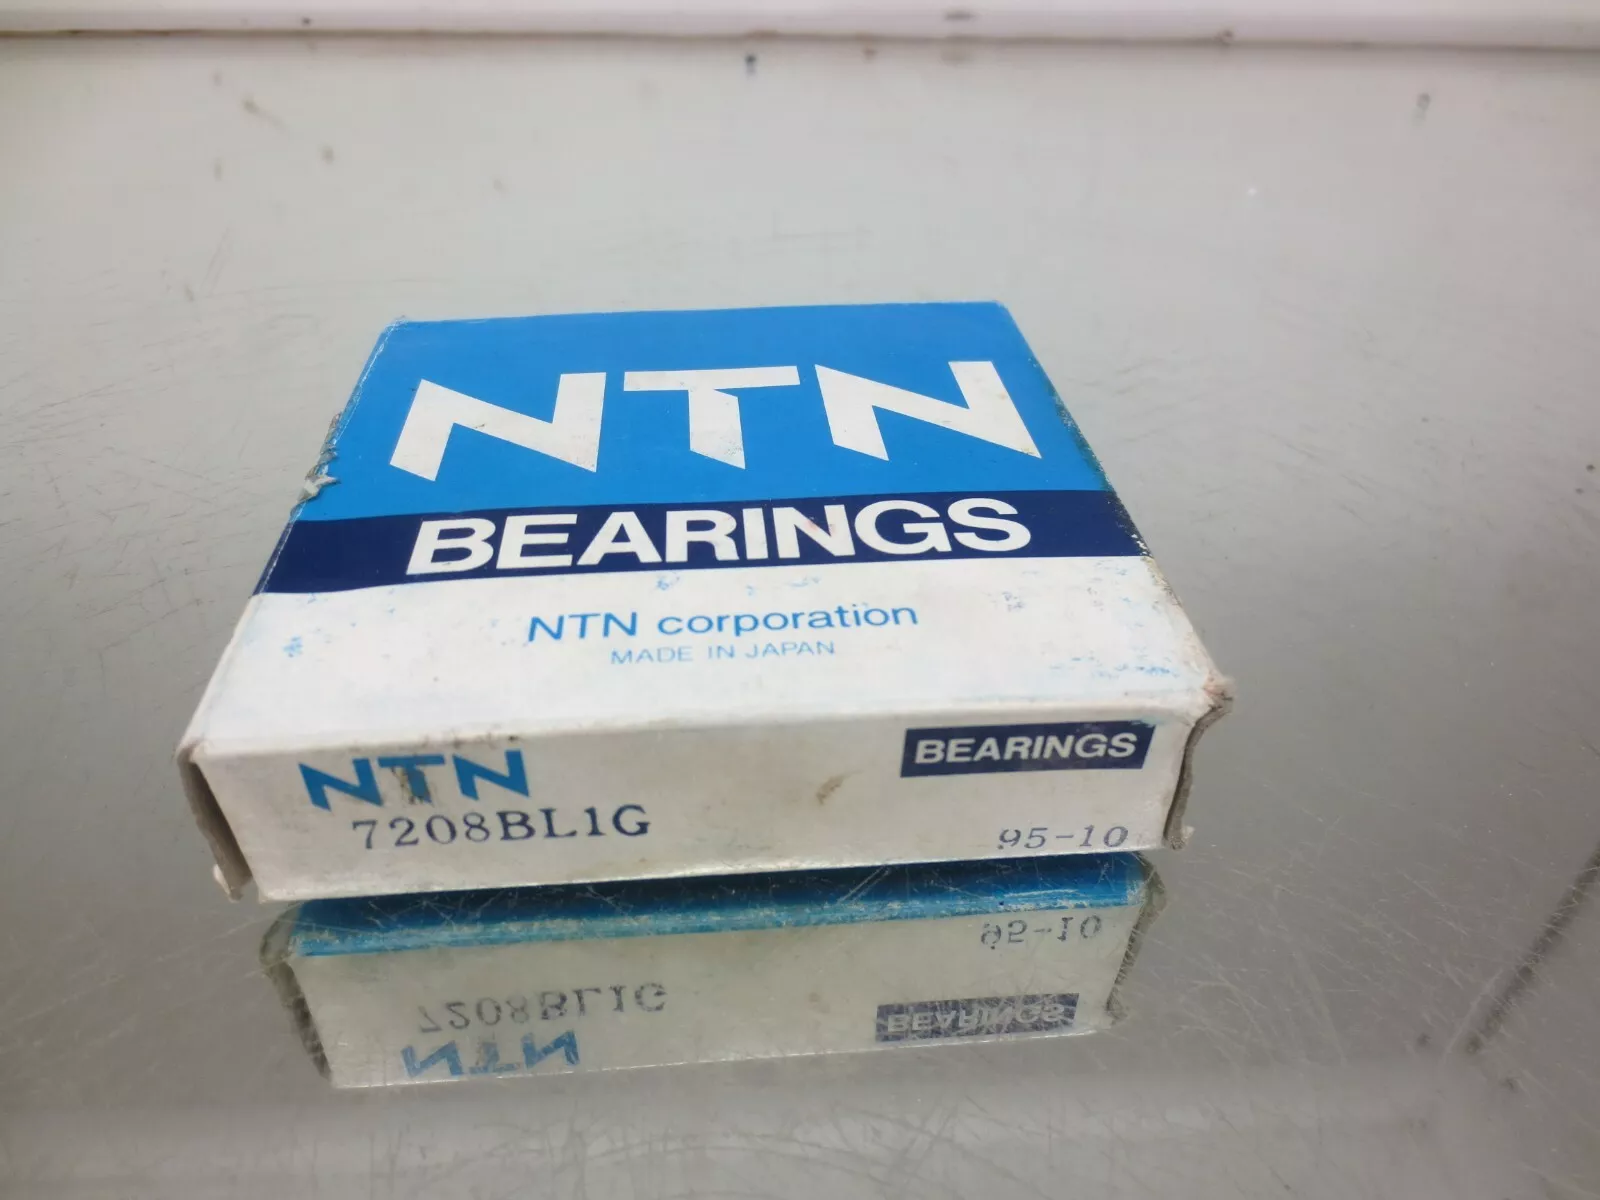 NTN
BEARINGS
NTN corporation
MADE IN JAPAN
NTN
BEARINGS
7208BL1G
95-10